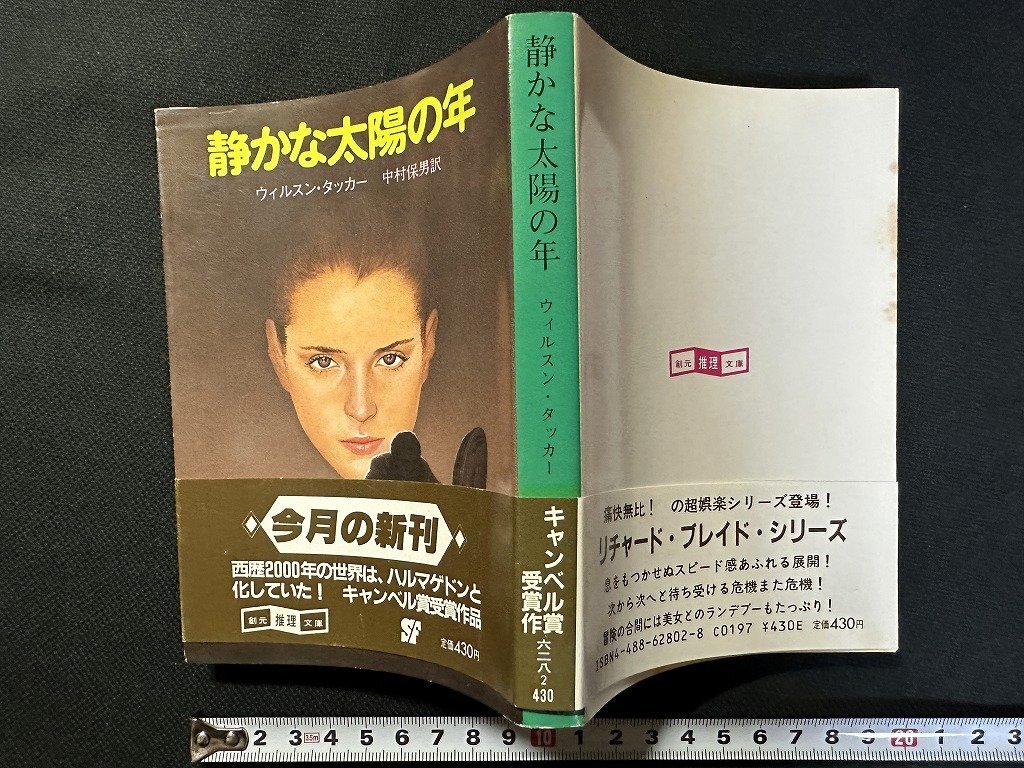 静かな太陽の年
ウィルスン・タッカー 中村保男訳
今月の新刊
西暦2000年の世界は、ハルマゲドンと
化していた! キャンベル賞受賞作品
創元 推理 文庫
SF
定価430円
静かな太陽の年
ウィルスン・タッカー
キャンベル賞
受賞作
六二八2
430
創元 推理 文庫
痛快無比! の超娯楽シリーズ登場!
リチャード・ブレイド・シリーズ
息をもつかせぬスピード感あふれる展開!
次から次へと待ち受ける危機また危機!
冒険の合間には美女とのランデブーもたっぷり!
ISBN4-488-62802-8 C0197 ¥430E 定価430円
2 3 3.5m 4 5 6 7 8 9 10 1 2 3 4 5 6 7 8 9 20 1 2 3